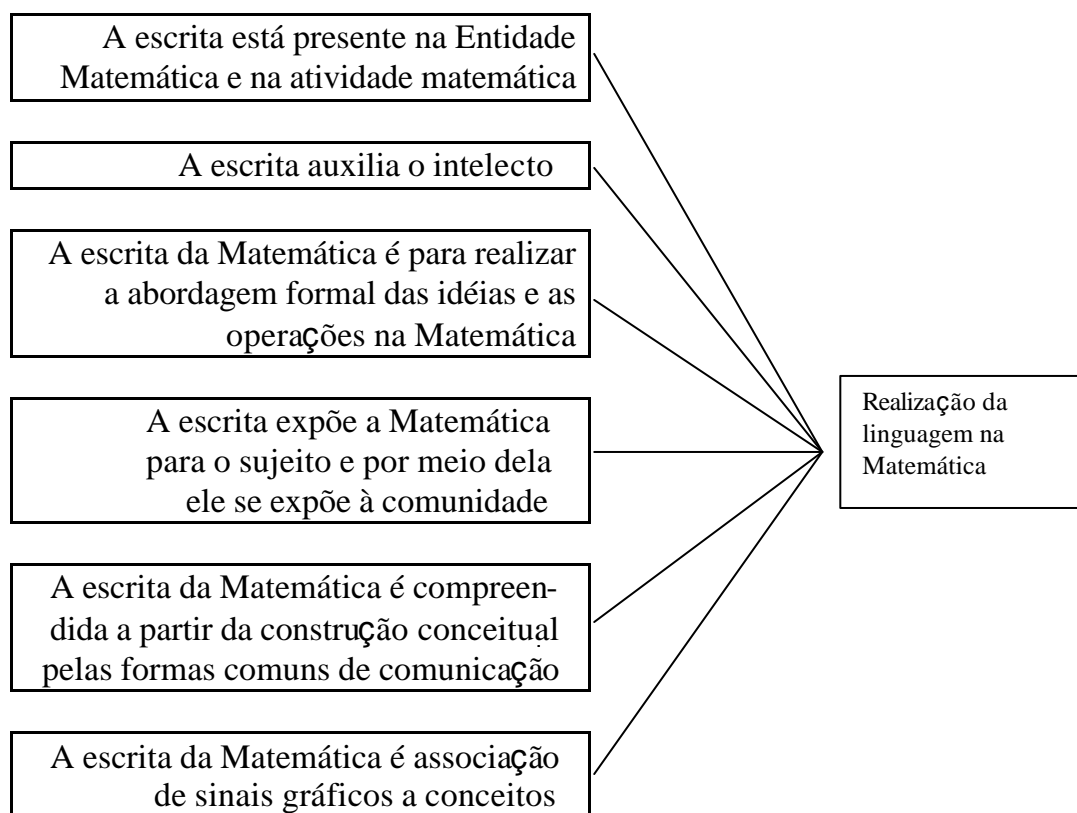 A escrita está presente na Entidade
Matemática e na atividade matemática
A escrita auxilia o intelecto
A escrita da Matemática é para realizar
a abordagem formal das idéias e as
operações na Matemática
A escrita expõe a Matemática
para o sujeito e por meio dela
ele se expõe à comunidade
A escrita da Matemática é compreen-
dida a partir da construção conceitual
pelas formas comuns de comunicação
A escrita da Matemática é associação
de sinais gráficos a conceitos
Realização da
linguagem na
Matemática